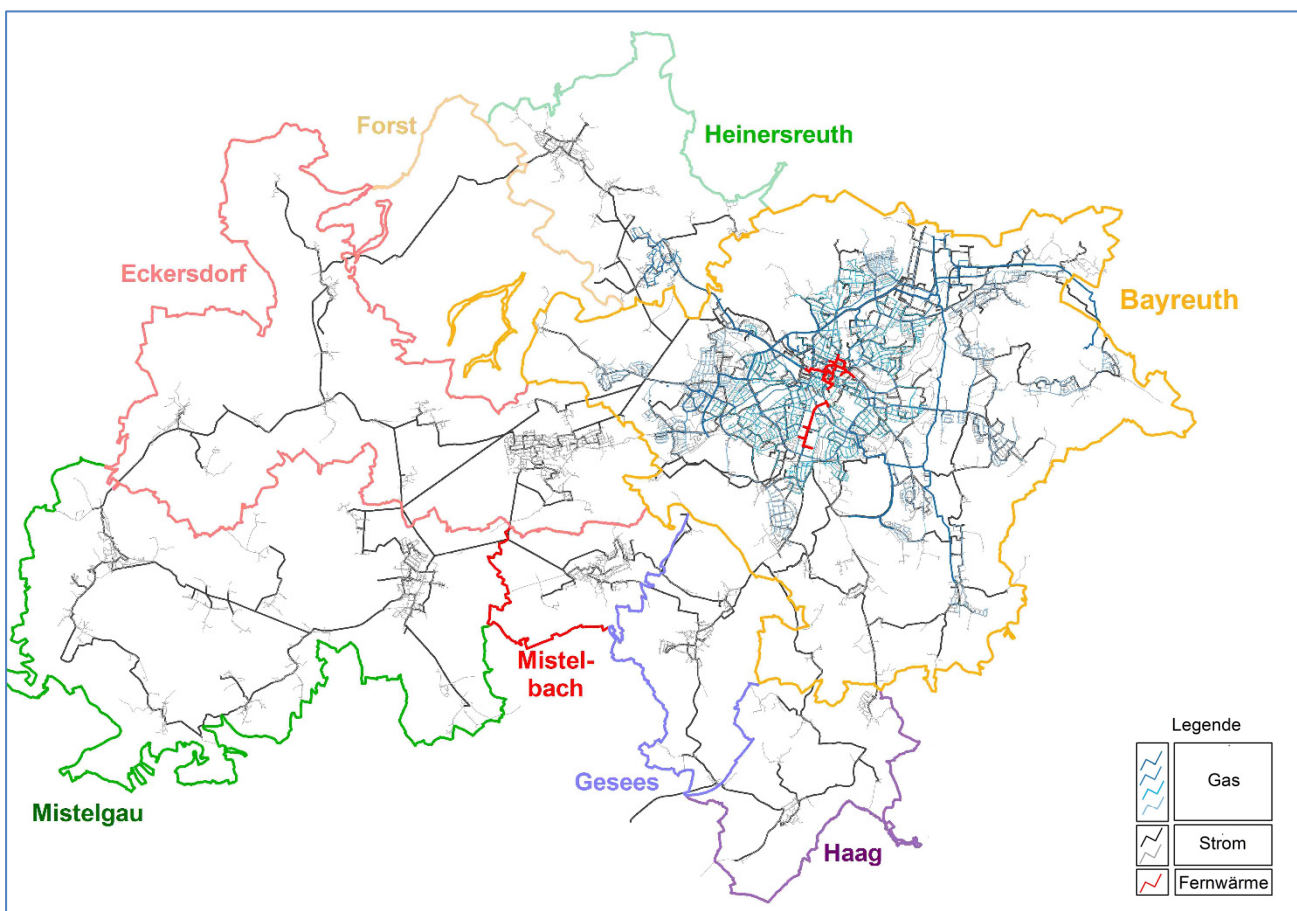 Forst
Heinersreuth
Eckersdorf
Bayreuth
Mistel-
bach
Gesees
Mistelgau
Haag
Legende
Gas
Strom
Fernwärme